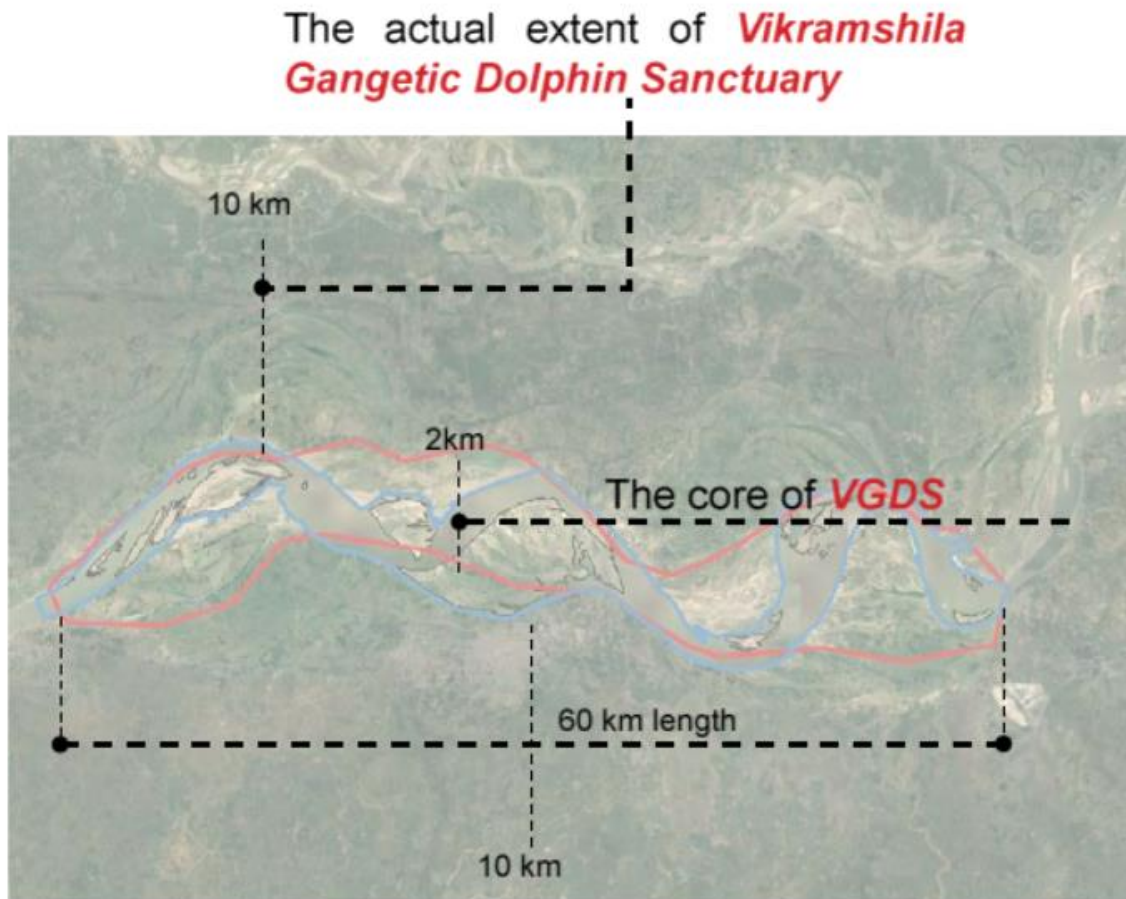 The actual extent of Vikramshila
Gangetic Dolphin Sanctuary
10 km
2km
The core of VGDS
60 km length
10 km